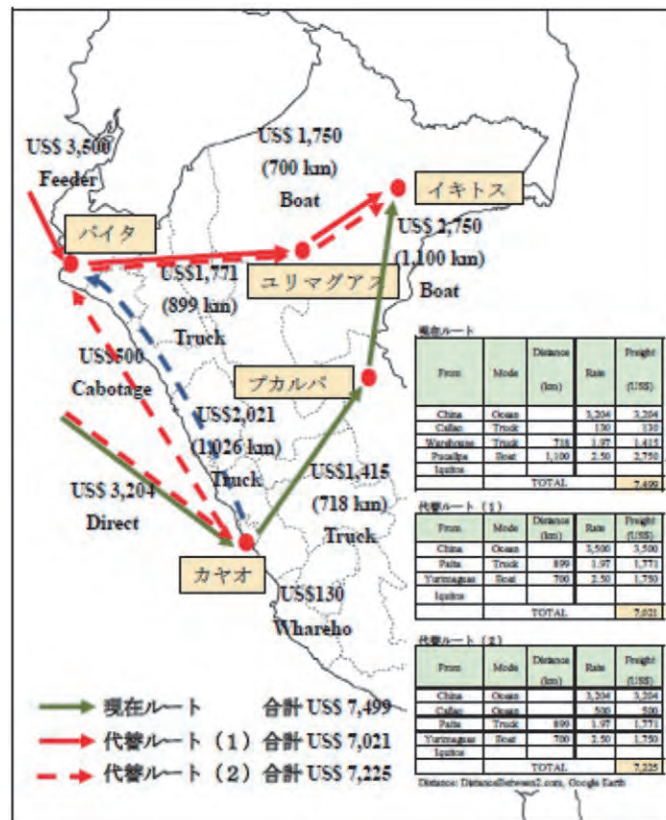 US$ 3,500
Feeder
US$ 1,750
(700 km)
Boat
パイタ
イキトス
US$ 2,750
(1,100 km)
Boat
US$1,771
(899 km)
Truck
ユリマグアス
US$500
Cabotage
プカルパ
US$2,021
(1,026 km)
Truck
US$ 3,204
Direct
US$1,415
(718 km)
Truck
カヤオ
US$130
Whareho
現在ルート 合計 US$ 7,499
代替ルート（1）合計 US$ 7,021
代替ルート（2）合計 US$ 7,225
現在ルート
From Mode Distance (km) Rate Freight (US$)
China Ocean 3,204 3,204
Callao Truck 130 130
Warehouse Truck 718 1.97 1,415
Pucallpa Boat 1,100 2.50 2,750
Iquitos
TOTAL 7,499
代替ルート（1）
From Mode Distance (km) Rate Freight (US$)
China Ocean 3,500 3,500
Paita Truck 899 1.97 1,771
Yurimaguas Boat 700 2.50 1,750
Iquitos
TOTAL 7,021
代替ルート（2）
From Mode Distance (km) Rate Freight (US$)
China Ocean 3,204 3,204
Callao Ocean 500 500
Paita Truck 899 1.97 1,771
Yurimaguas Boat 700 2.50 1,750
Iquitos
TOTAL 7,225
Distance: DistanceBetween2.com, Google Earth